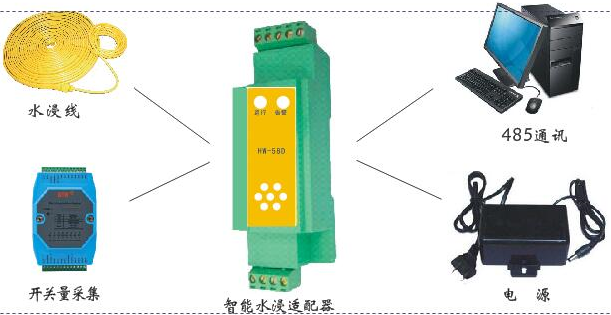 水浸线
485通讯
运行 报警
HW-58D
开关量采集
智能水浸适配器
电 源